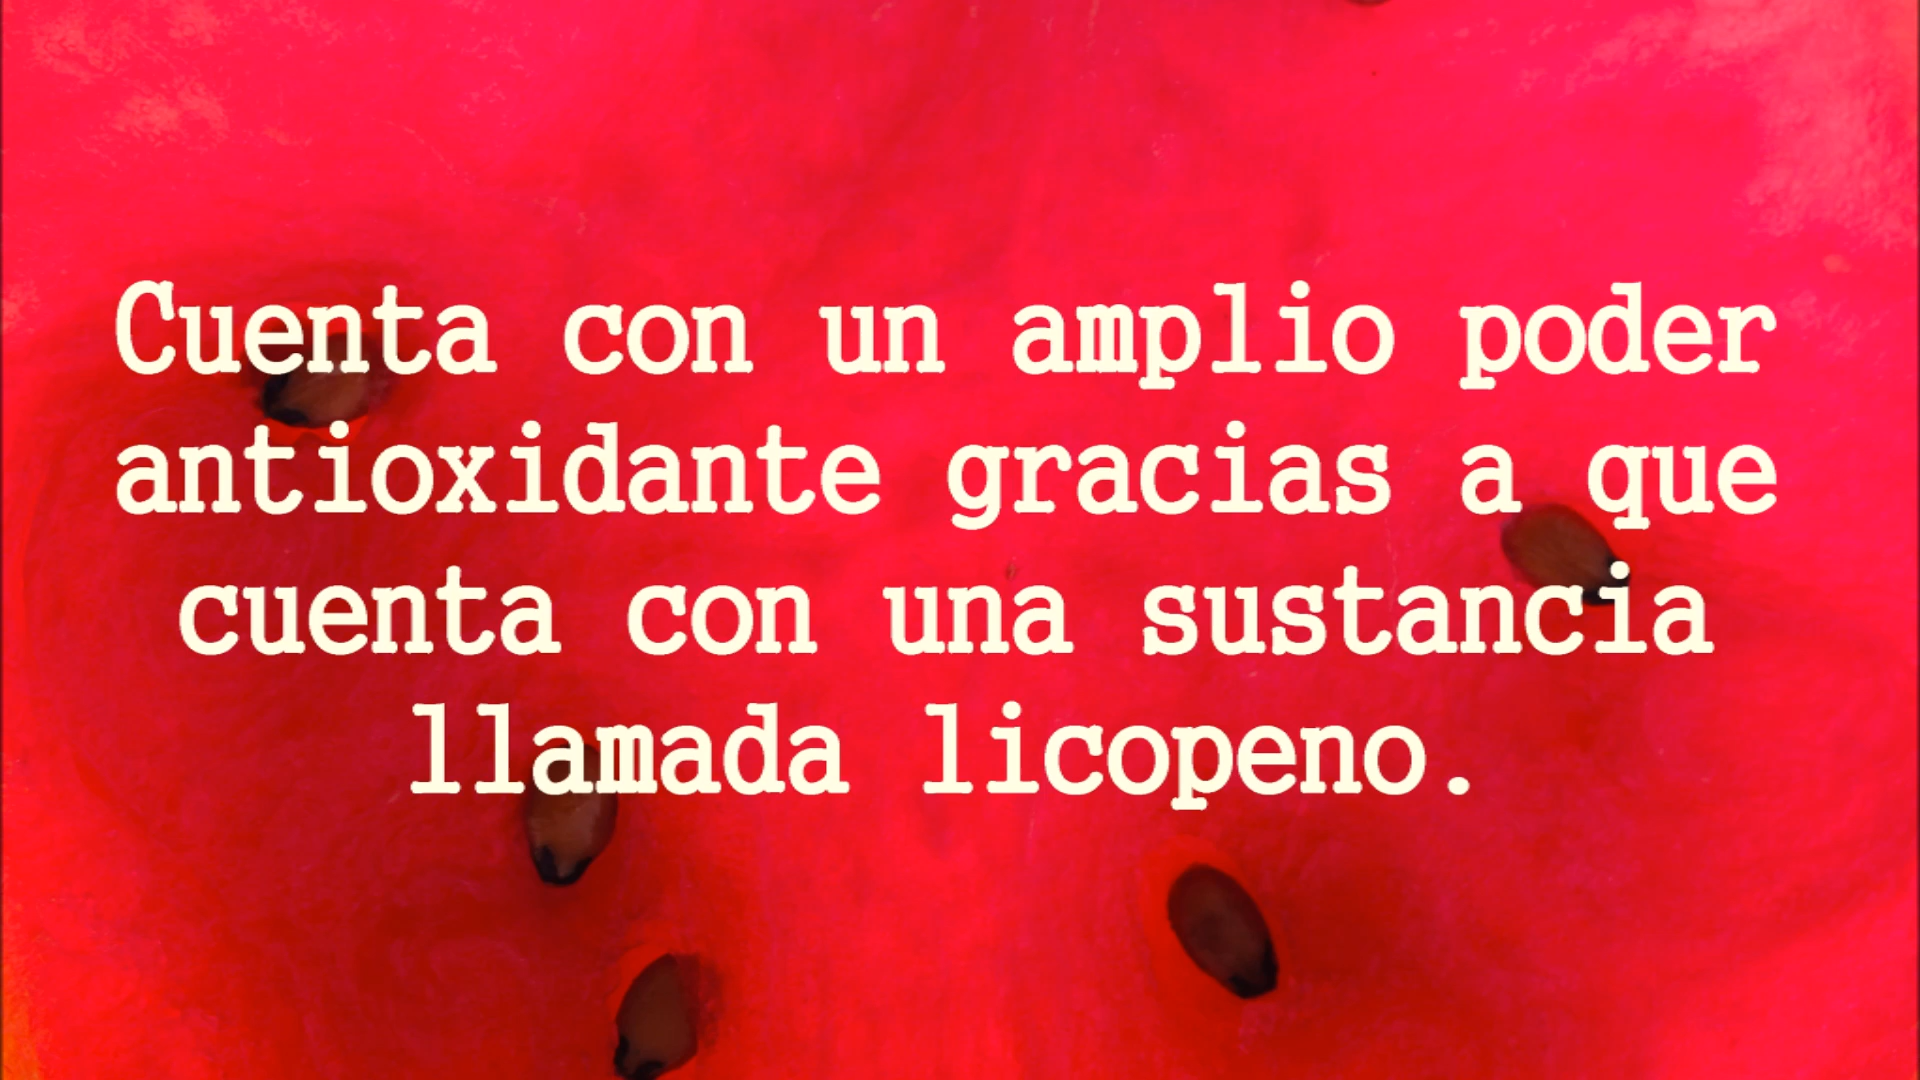 Cuenta con un amplio poder
antioxidante gracias a que
cuenta con una sustancia
llamada licopeno.